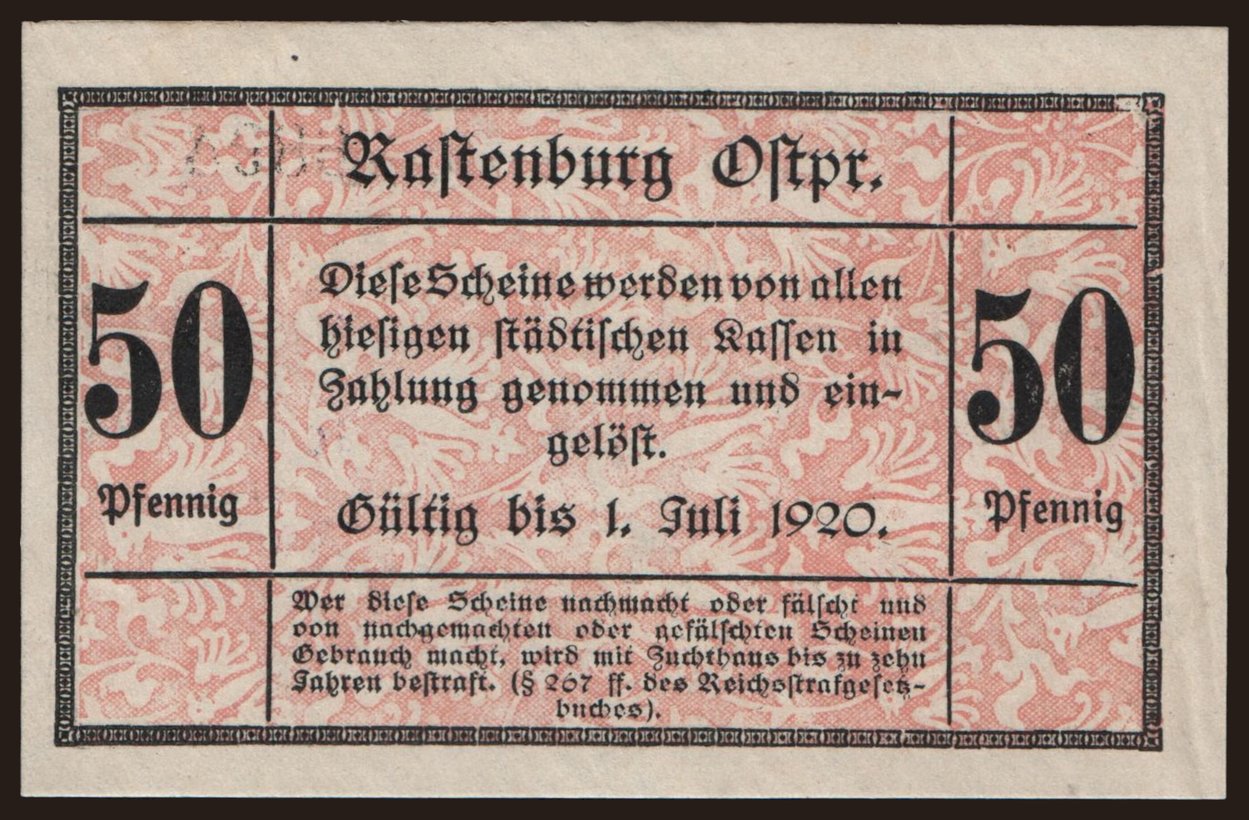 Rastenburg Ostpr.
Diese Scheine werden von allen
hiesigen städtischen Kassen in
Zahlung genommen und ein-
gelöst.
50
Pfennig
50
Pfennig
Gültig bis 1. Juli 1920.
Wer diese Scheine nachmacht oder fälscht und
von nachgemachten oder gefälschten Scheinen
Gebrauch macht, wird mit Zuchthaus bis zu zehn
Jahren bestraft. (§ 267 ff. des Reichsstrafgesetz-
buches).